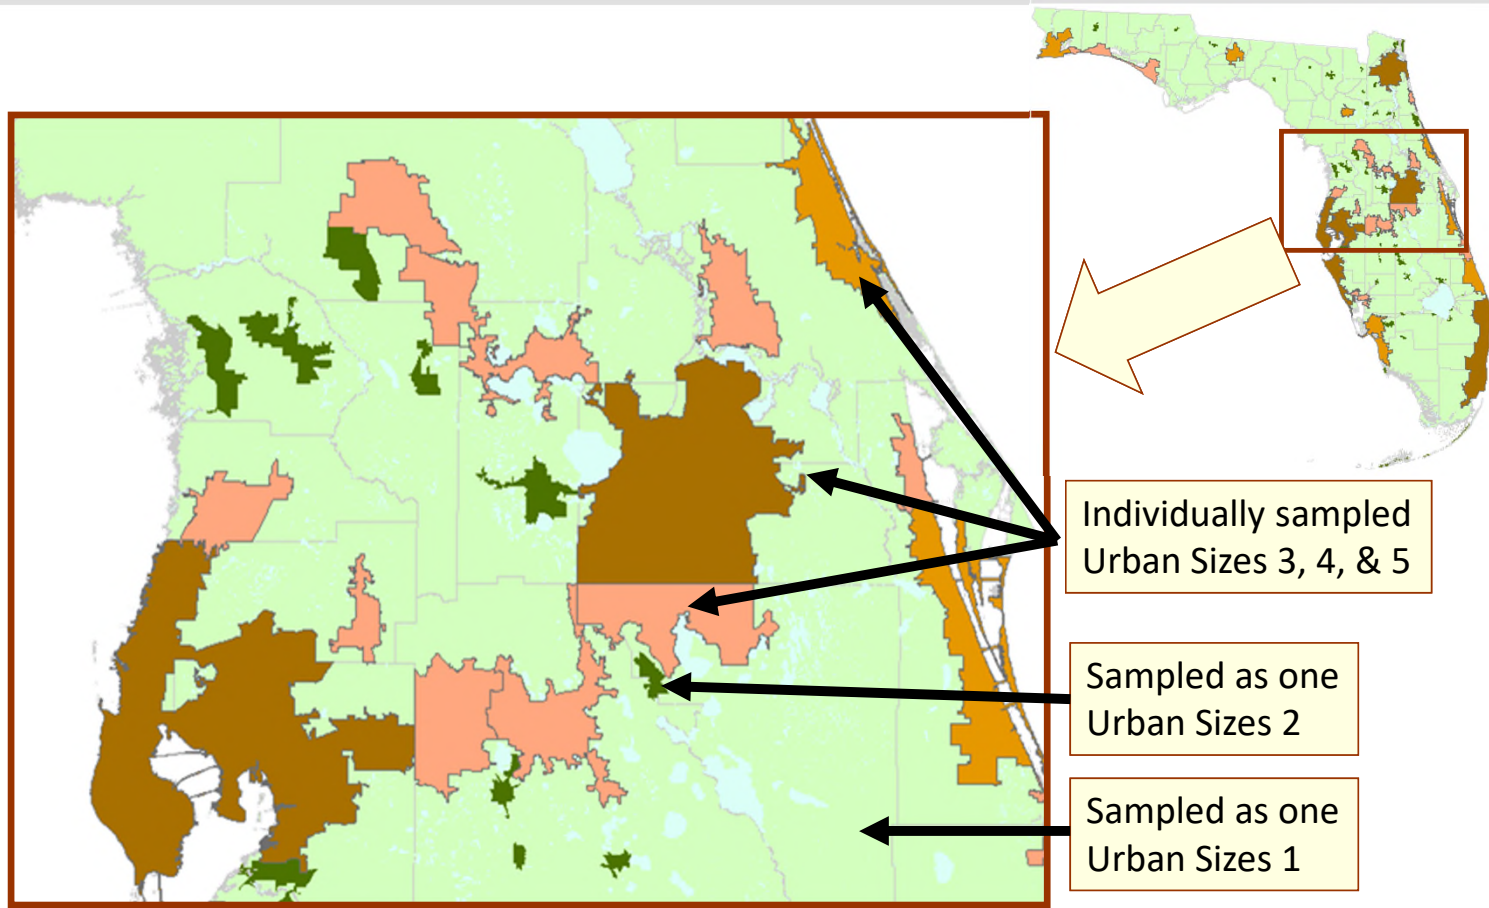 Individually sampled
Urban Sizes 3, 4, & 5
Sampled as one
Urban Sizes 2
Sampled as one
Urban Sizes 1